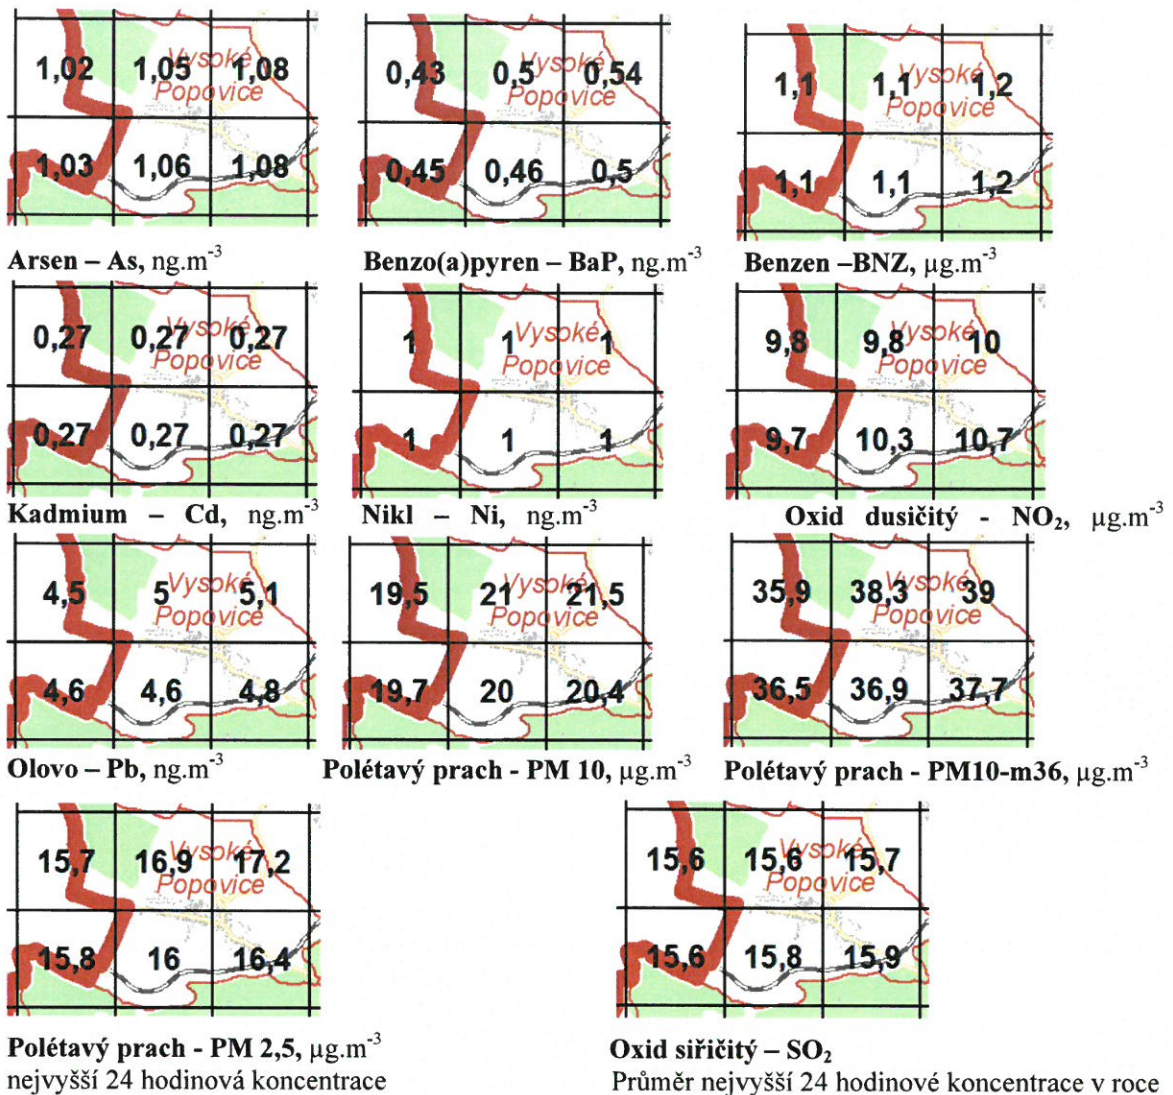 1,02 1,05 1,08
Vysoké
Popovice
1,03 1,06 1,08
Arsen – As, ng.m-3
0,43 0,5 0,54
Vysoké
Popovice
0,45 0,46 0,5
Benzo(a)pyren – BaP, ng.m-3
1,1 1,1 1,2
Vysoké
Popovice
1,1 1,1 1,2
Benzen –BNZ, µg.m-3
0,27 0,27 0,27
Vysoké
Popovice
0,27 0,27 0,27
Kadmium – Cd, ng.m-3
1 1 1
Vysoké
Popovice
1 1 1
Nikl – Ni, ng.m-3
9,8 9,8 10
Vysoké
Popovice
9,7 10,3 10,7
Oxid dusičitý - NO2, µg.m-3
4,5 5 5,1
Vysoké
Popovice
4,6 4,6 4,8
Olovo – Pb, ng.m-3
19,5 21 21,5
Vysoké
Popovice
19,7 20 20,4
Polétavý prach - PM 10, µg.m-3
35,9 38,3 39
Vysoké
Popovice
36,5 36,9 37,7
Polétavý prach - PM10-m36, µg.m-3
15,7 16,9 17,2
Vysoké
Popovice
15,8 16 16,4
Polétavý prach - PM 2,5, µg.m-3
nejvyšší 24 hodinová koncentrace
15,6 15,6 15,7
Vysoké
Popovice
15,6 15,8 15,9
Oxid siřičitý – SO2
Průměr nejvyšší 24 hodinové koncentrace v roce